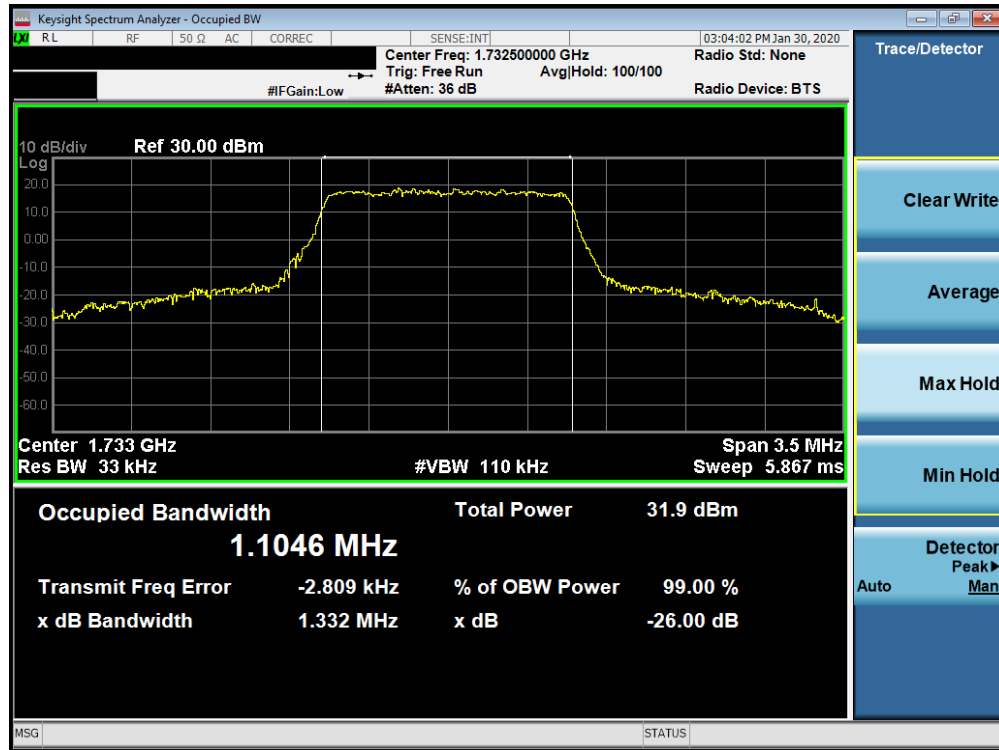 Keysight Spectrum Analyzer - Occupied BW
LXI RL RF 50 Ω AC CORREC SENSE:INT 03:04:02 PM Jan 30, 2020
Center Freq: 1.732500000 GHz Radio Std: None
Trig: Free Run Avg|Hold: 100/100
#IFGain:Low #Atten: 36 dB Radio Device: BTS
10 dB/div Ref 30.00 dBm
Log
20.0
10.0
0.00
-10.0
-20.0
-30.0
-40.0
-50.0
-60.0
Center 1.733 GHz Span 3.5 MHz
Res BW 33 kHz #VBW 110 kHz Sweep 5.867 ms
Occupied Bandwidth Total Power 31.9 dBm
1.1046 MHz
Transmit Freq Error -2.809 kHz % of OBW Power 99.00 %
x dB Bandwidth 1.332 MHz x dB -26.00 dB
MSG STATUS
Trace/Detector
Clear Write
Average
Max Hold
Min Hold
Detector
Peak▶
Auto Man